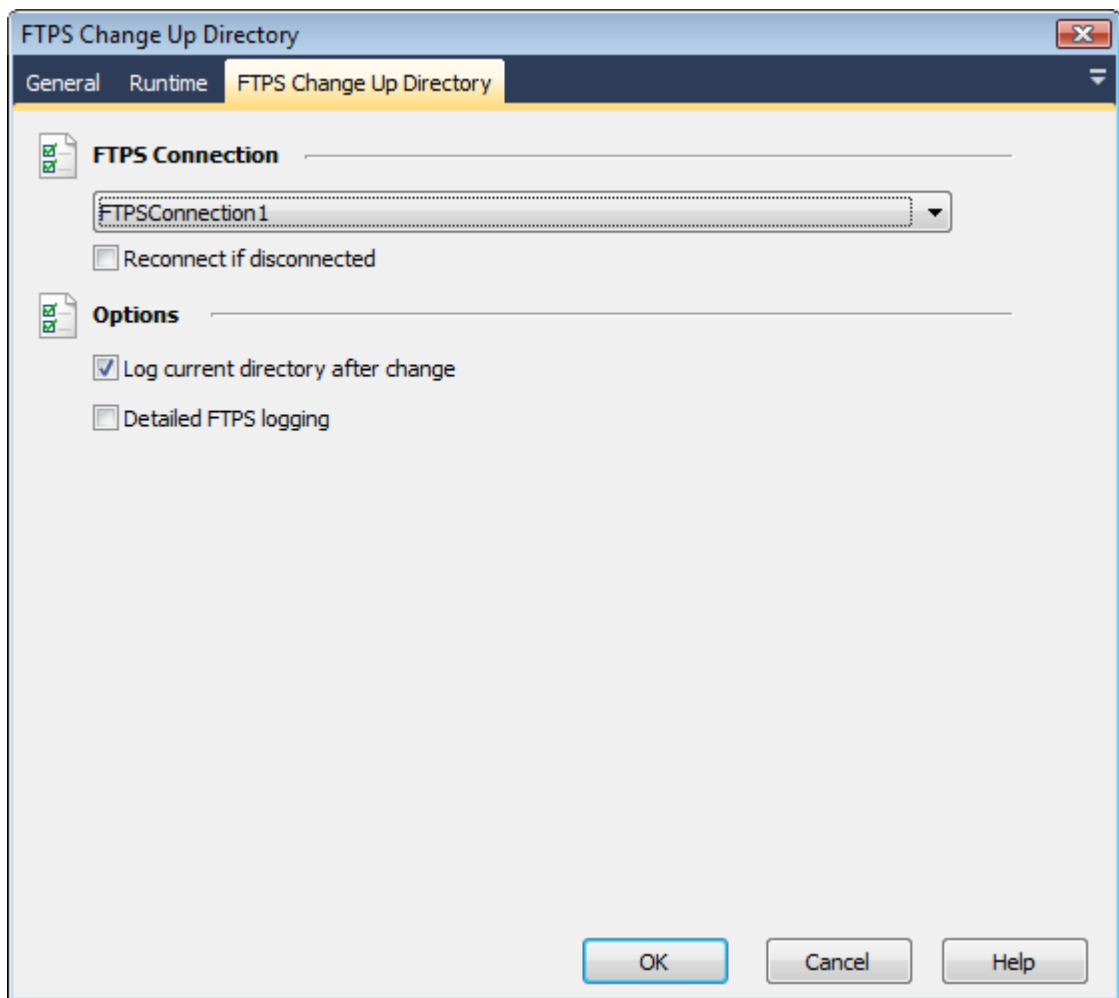 FTPS Change Up Directory
General Runtime FTPS Change Up Directory
FTPS Connection
FTPSConnection1
Reconnect if disconnected
Options
Log current directory after change
Detailed FTPS logging
OK Cancel Help